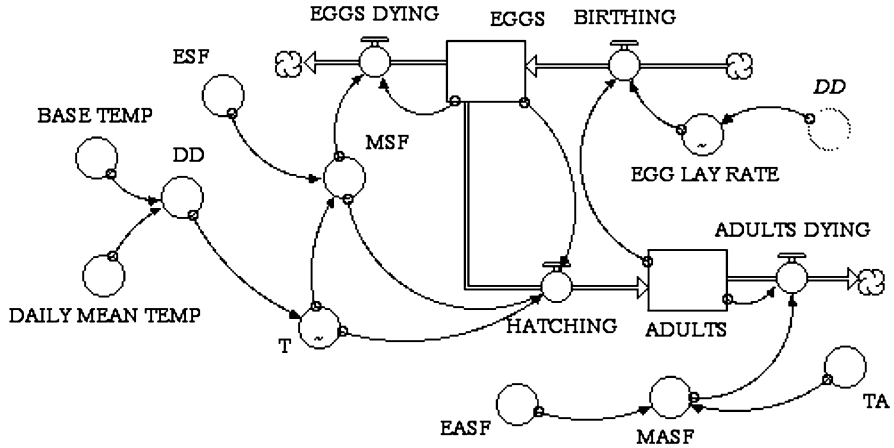 EGGS DYING
EGGS
BIRTHING
ESF
DD
BASE TEMP
MSF
DD
~
EGG LAY RATE
ADULTS DYING
DAILY MEAN TEMP
T
~
HATCHING
ADULTS
EASF
MASF
TA